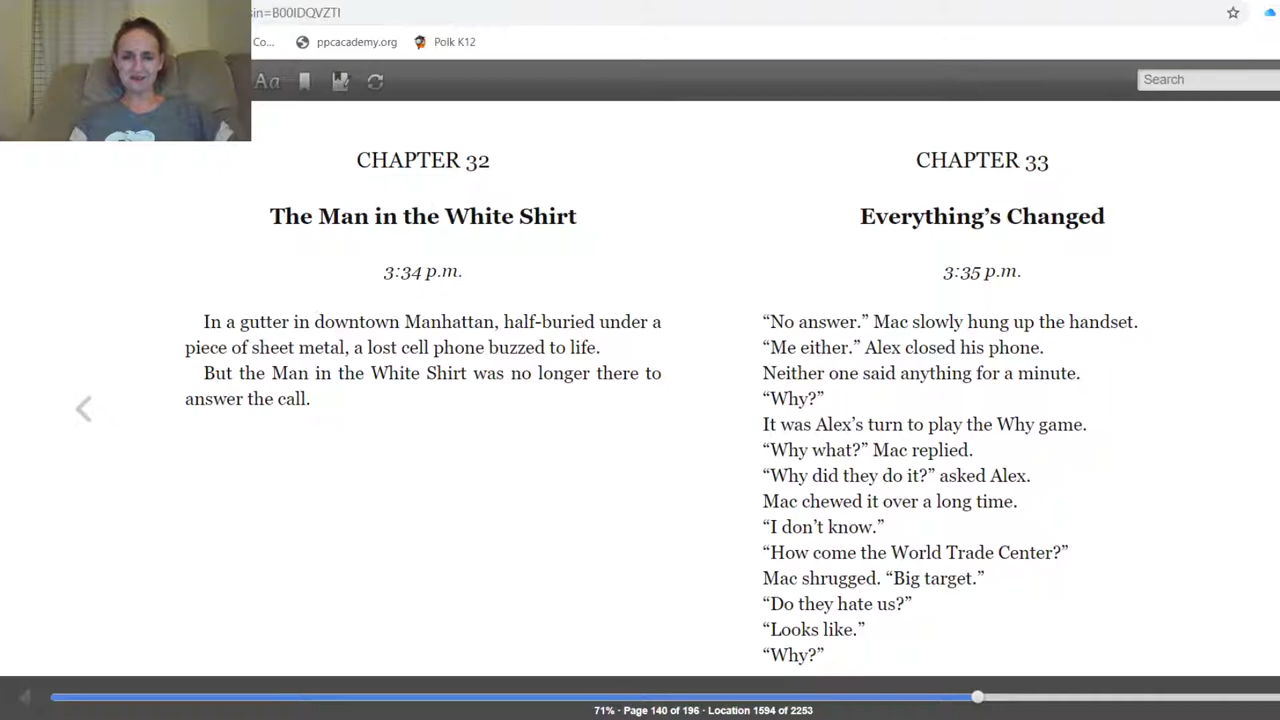 sin=B00IDQVZTI
Co...
ppcacademy.org
Polk K12
Aa
Search
CHAPTER 32
The Man in the White Shirt
3:34 p.m.
In a gutter in downtown Manhattan, half-buried under a
piece of sheet metal, a lost cell phone buzzed to life.
But the Man in the White Shirt was no longer there to
answer the call.
CHAPTER 33
Everything’s Changed
3:35 p.m.
“No answer.” Mac slowly hung up the handset.
“Me either.” Alex closed his phone.
Neither one said anything for a minute.
“Why?”
It was Alex’s turn to play the Why game.
“Why what?” Mac replied.
“Why did they do it?” asked Alex.
Mac chewed it over a long time.
“I don’t know.”
“How come the World Trade Center?”
Mac shrugged. “Big target.”
“Do they hate us?”
“Looks like.”
“Why?”
71% · Page 140 of 196 · Location 1594 of 2253